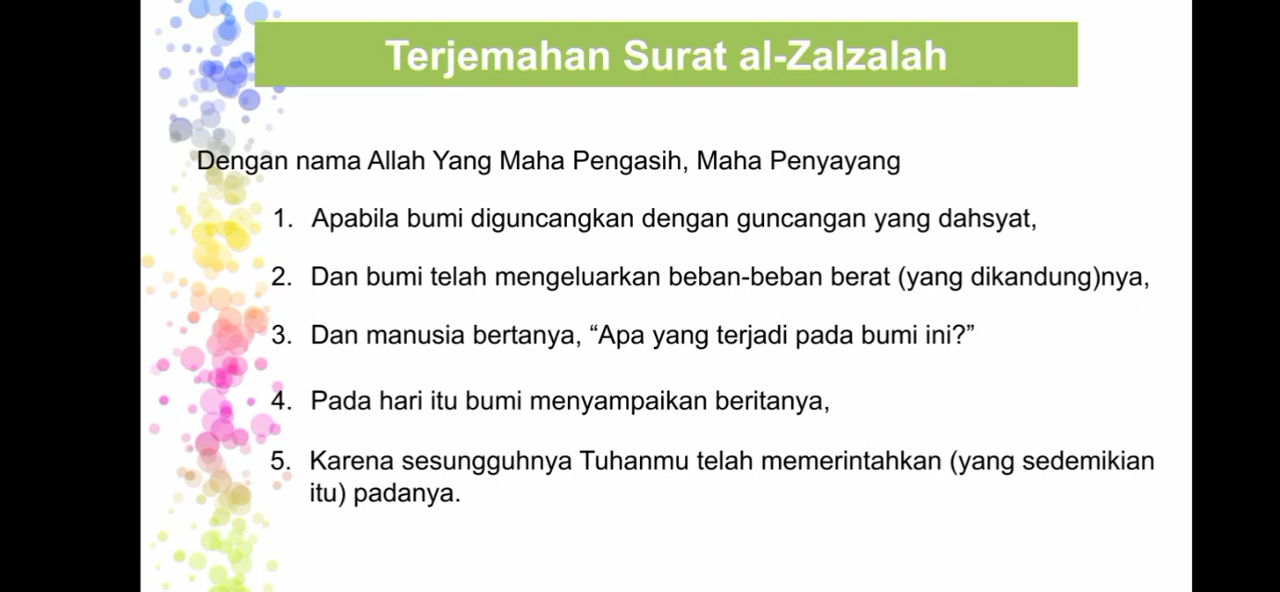 Terjemahan Surat al-Zalzalah
Dengan nama Allah Yang Maha Pengasih, Maha Penyayang
1. Apabila bumi diguncangkan dengan guncangan yang dahsyat,
2. Dan bumi telah mengeluarkan beban-beban berat (yang dikandung)nya,
3. Dan manusia bertanya, “Apa yang terjadi pada bumi ini?”
4. Pada hari itu bumi menyampaikan beritanya,
5. Karena sesungguhnya Tuhanmu telah memerintahkan (yang sedemikian
itu) padanya.